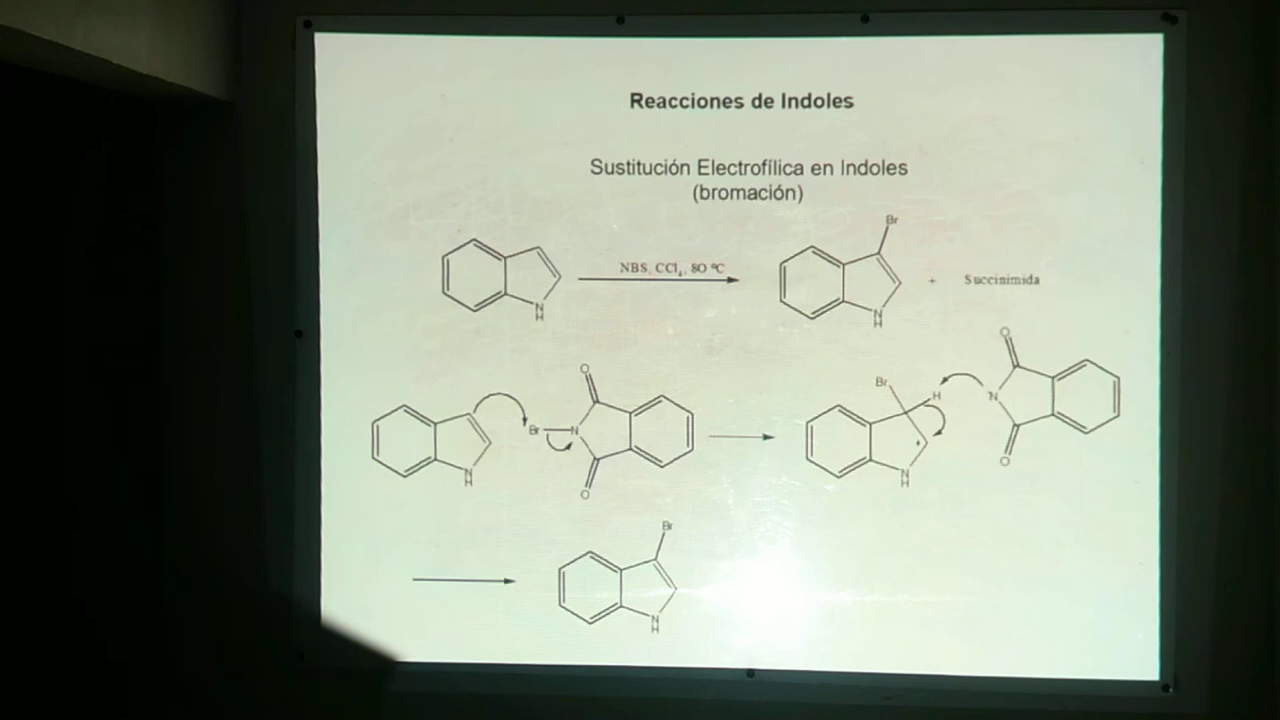 Reacciones de Indoles
Sustitución Electrofílica en Indoles
(bromación)
Br
NBS, CCl₄, 80 ºC
N
H
N
H
+ Succinimida
O
Br
N
O
N
H
Br
H
N
H
O
N
O
Br
N
H